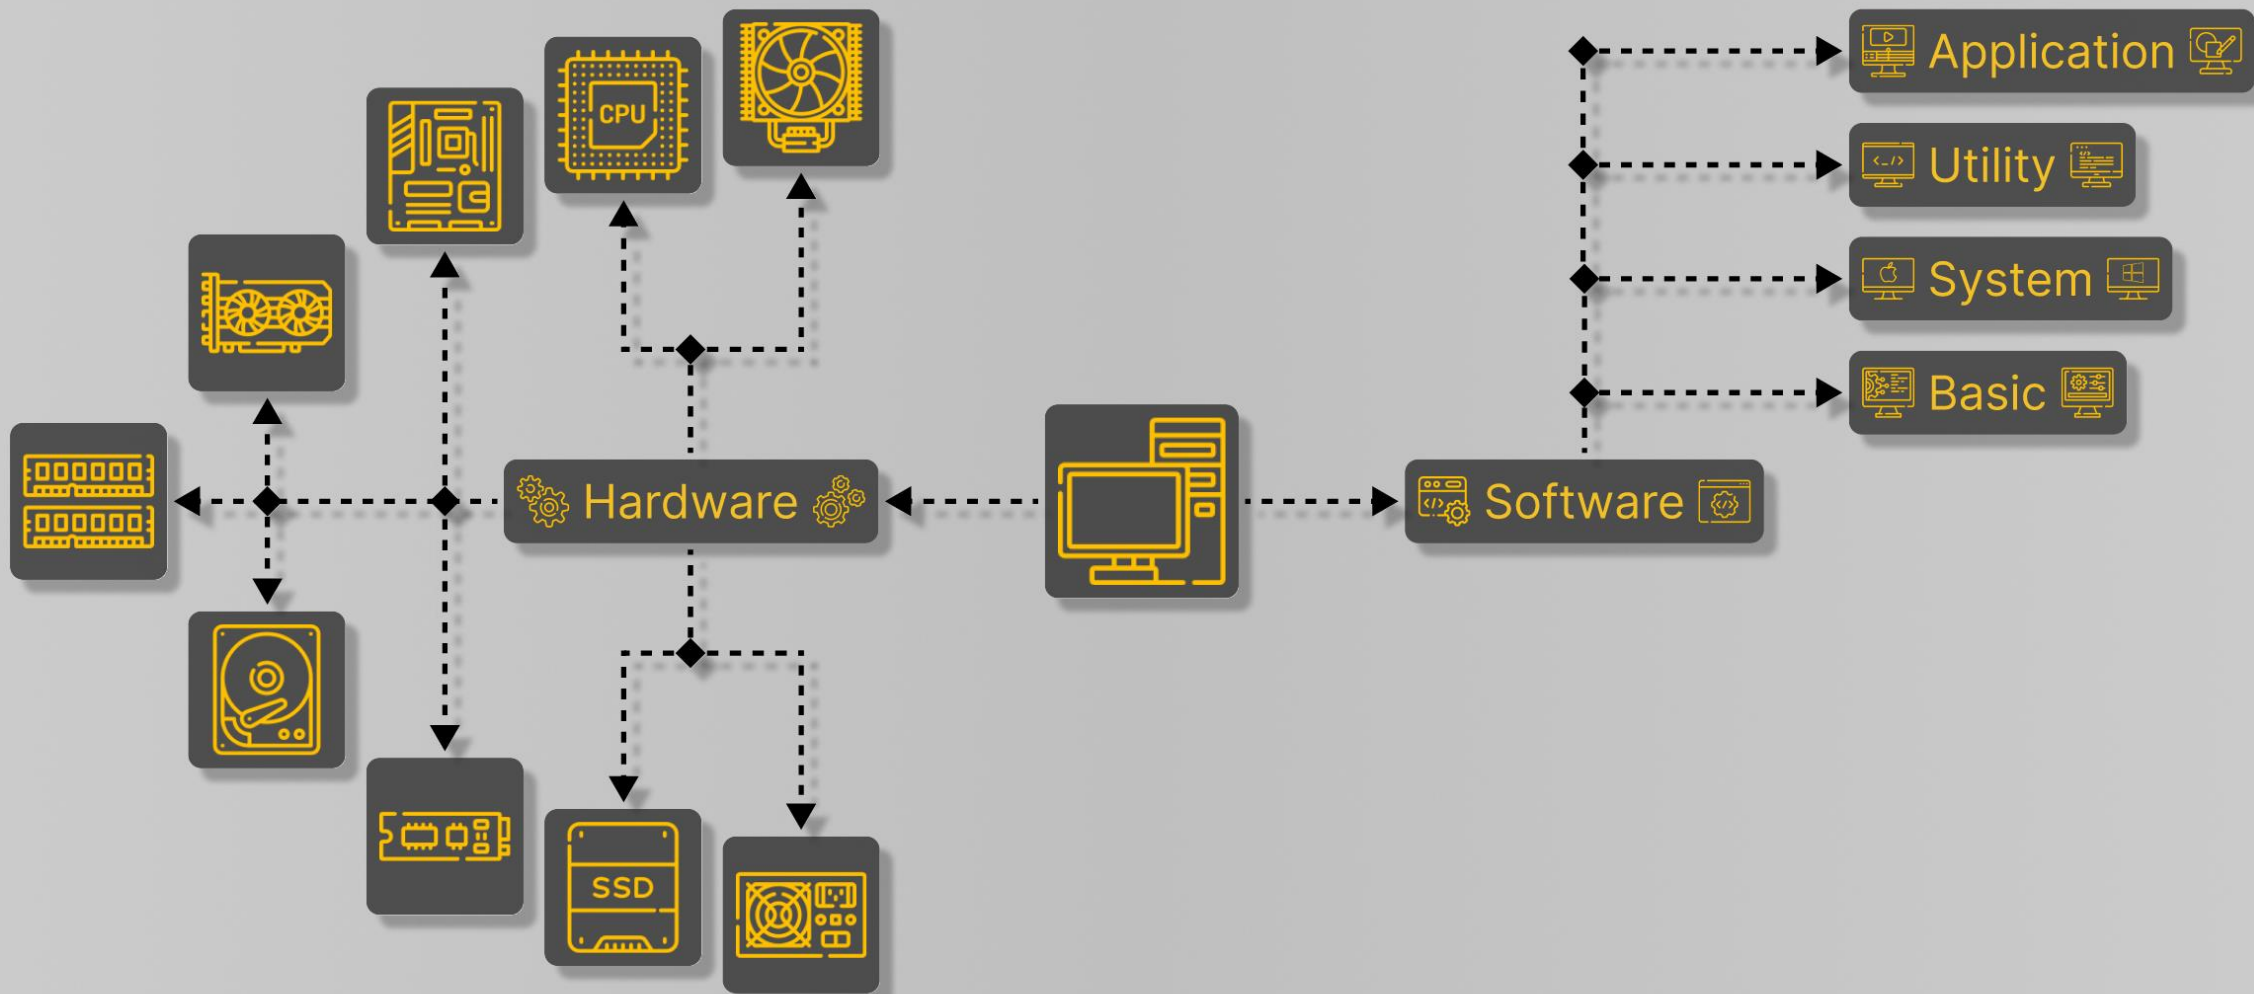 CPU
Application
Utility
System
Basic
Hardware
Software
SSD